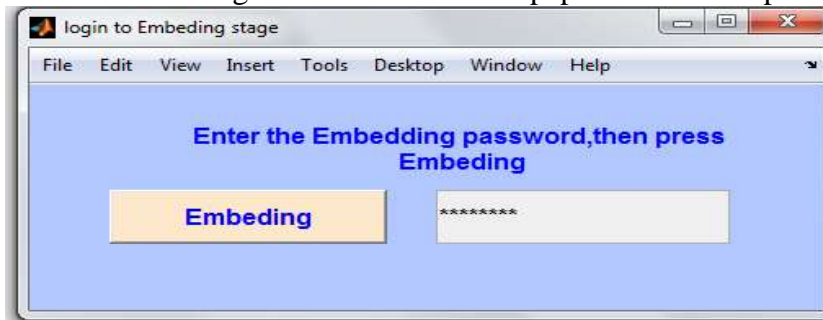 login to Embeding stage
File Edit View Insert Tools Desktop Window Help
Enter the Embedding password,then press
Embeding
Embeding ********